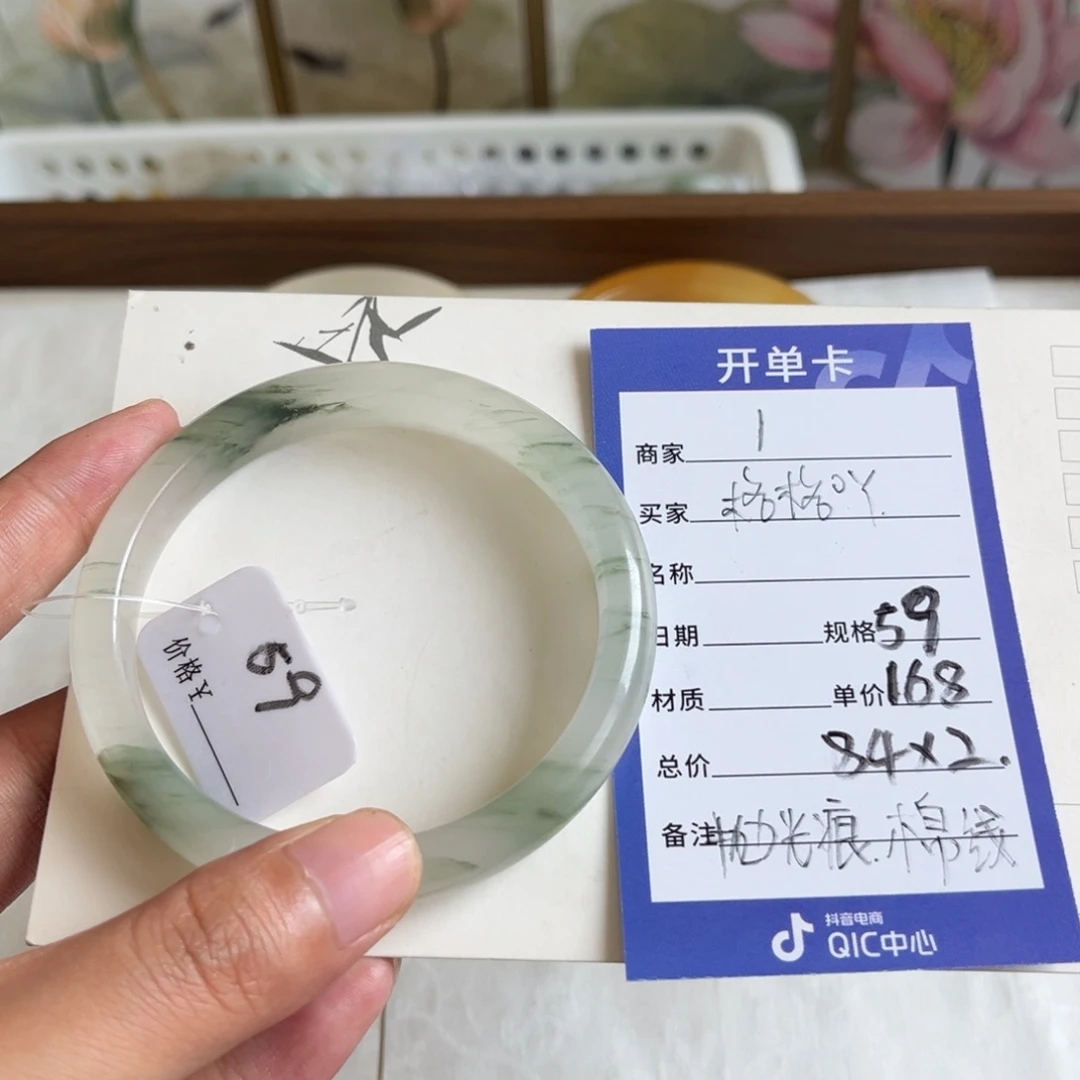 开单卡
商家 1
买家 格格吖
名称
日期 规格 59
材质 单价 168
总价 84×2.
备注 抛光痕.棉线
抖音电商
QIC中心
价格¥
59